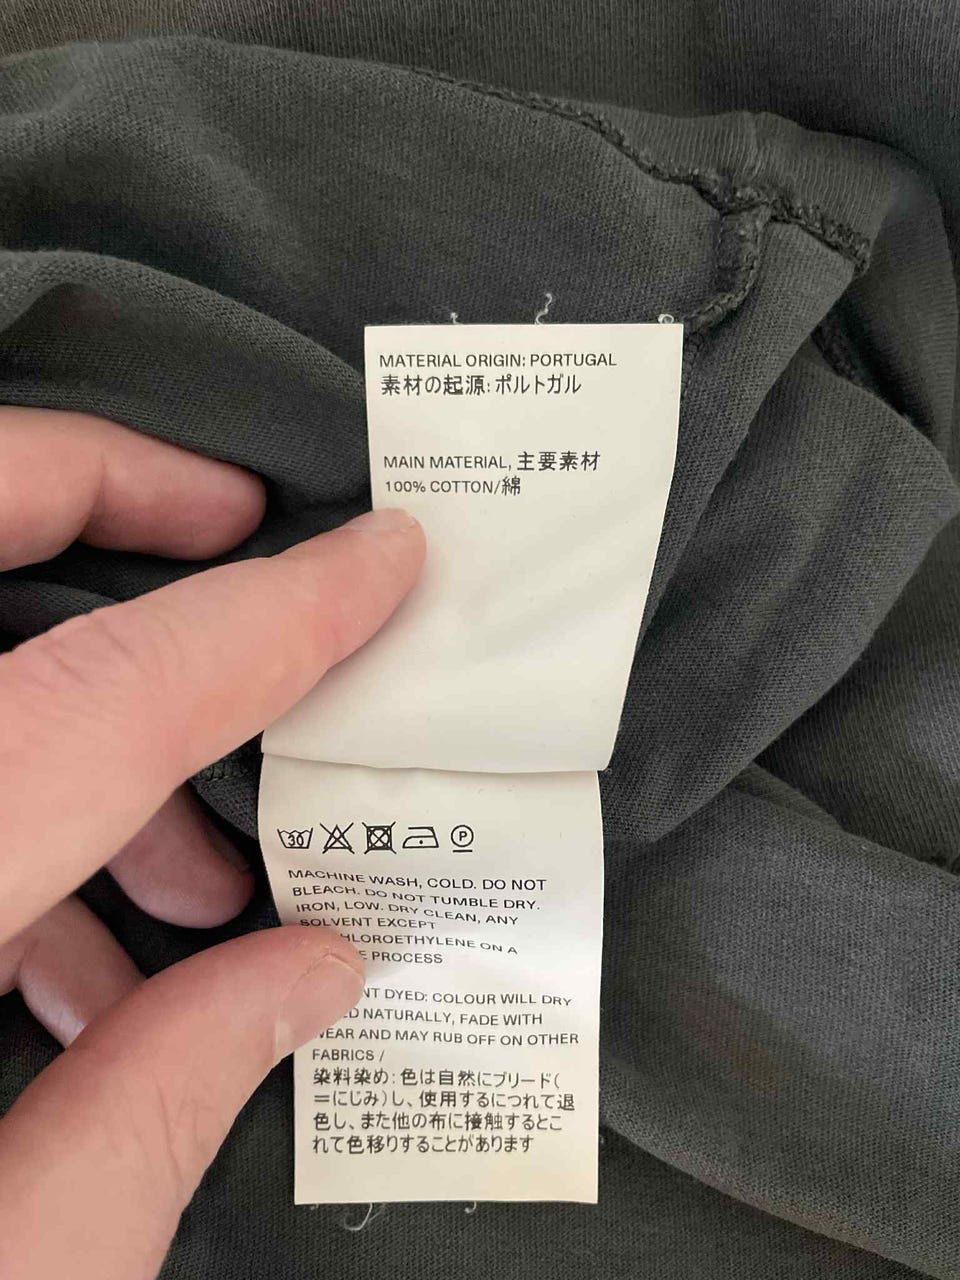 MATERIAL ORIGIN: PORTUGAL
素材の起源: ポルトガル
MAIN MATERIAL, 主要素材
100% COTTON/綿
30
P
MACHINE WASH, COLD. DO NOT
BLEACH. DO NOT TUMBLE DRY.
IRON, LOW. DRY CLEAN, ANY
SOLVENT EXCEPT
HLOROETHYLENE ON A
PROCESS
NT DYED: COLOUR WILL DRY
NATURALLY, FADE WITH
WEAR AND MAY RUB OFF ON OTHER
FABRICS /
染料染め: 色は自然にブリード(
=にじみ)し、使用するにつれて退
色し、また他の布に接触するとこ
れて色移りすることがあります